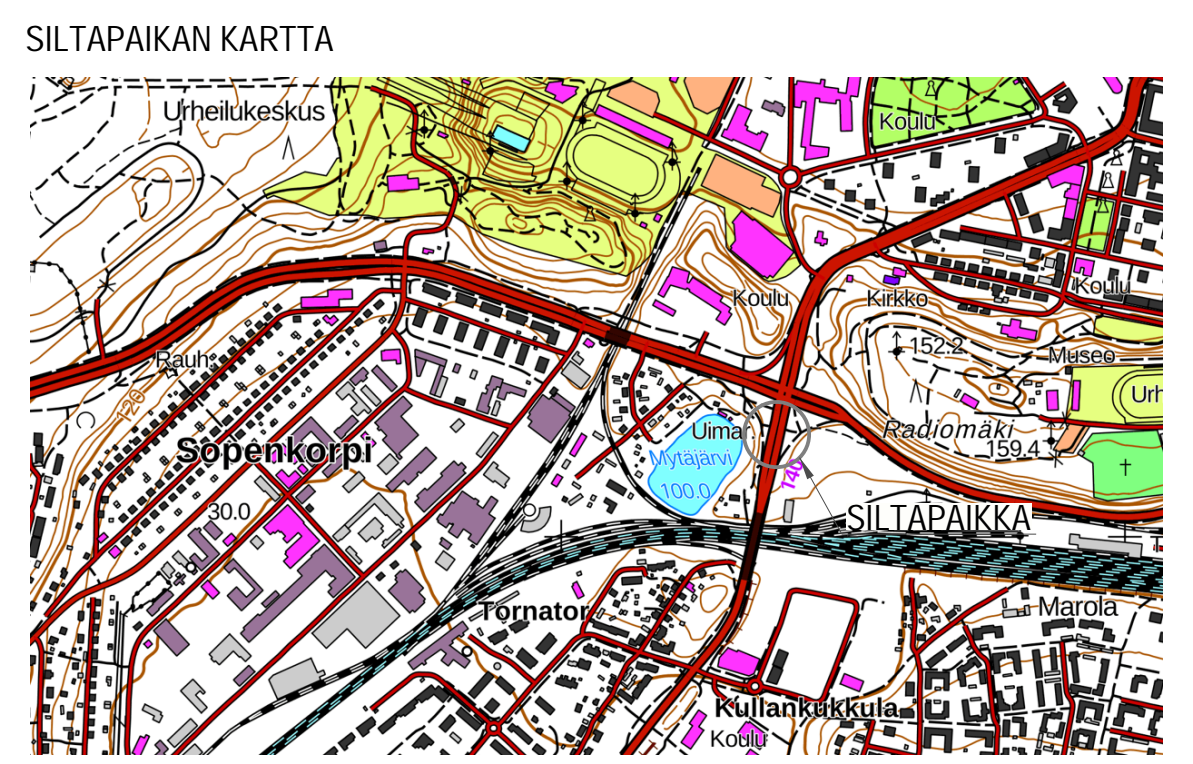 SILTAPAIKAN KARTTA
Urheilukeskus
Koulu
Koulu
Kirkko
Koulu
152.2
Museo
Rauh.
120
Urh
Uima
Radiomäki
159.4
Sopenkorpi
Mytäjärvi
140
100.0
30.0
SILTAPAIKKA
Tornator
Marola
Kullankukkula
Koulu